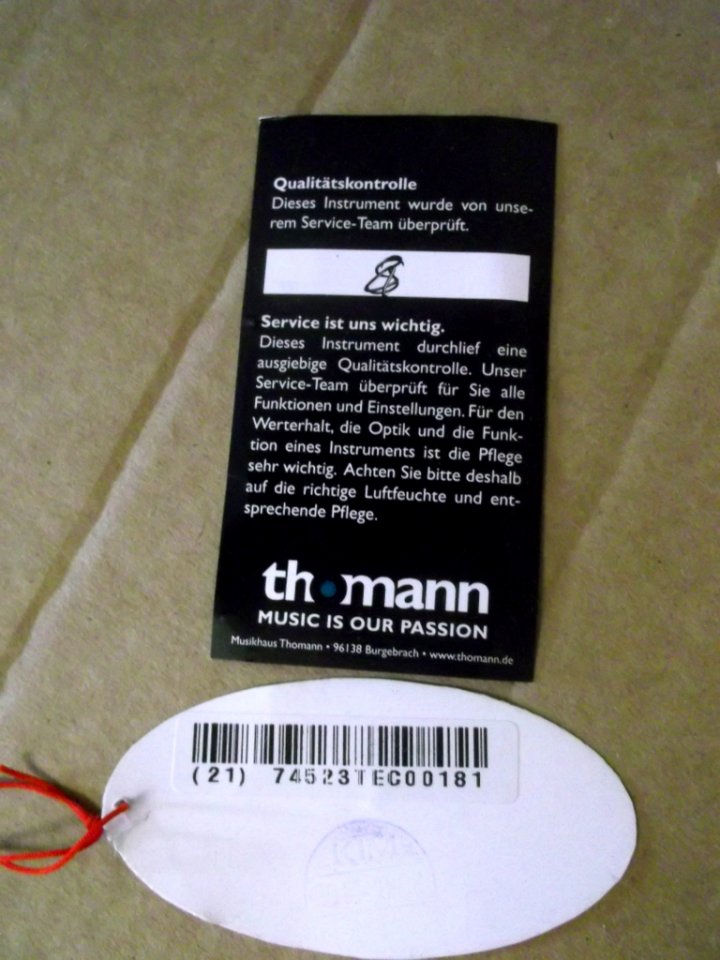 Qualitätskontrolle
Dieses Instrument wurde von unse-
rem Service-Team überprüft.
Service ist uns wichtig.
Dieses Instrument durchlief eine
ausgiebige Qualitätskontrolle. Unser
Service-Team überprüft für Sie alle
Funktionen und Einstellungen. Für den
Werterhalt, die Optik und die Funk-
tion eines Instruments ist die Pflege
sehr wichtig. Achten Sie bitte deshalb
auf die richtige Luftfeuchte und ent-
sprechende Pflege.
thomann
MUSIC IS OUR PASSION
Musikhaus Thomann • 96138 Burgebrach • www.thomann.de
(21) 74523TEC00181